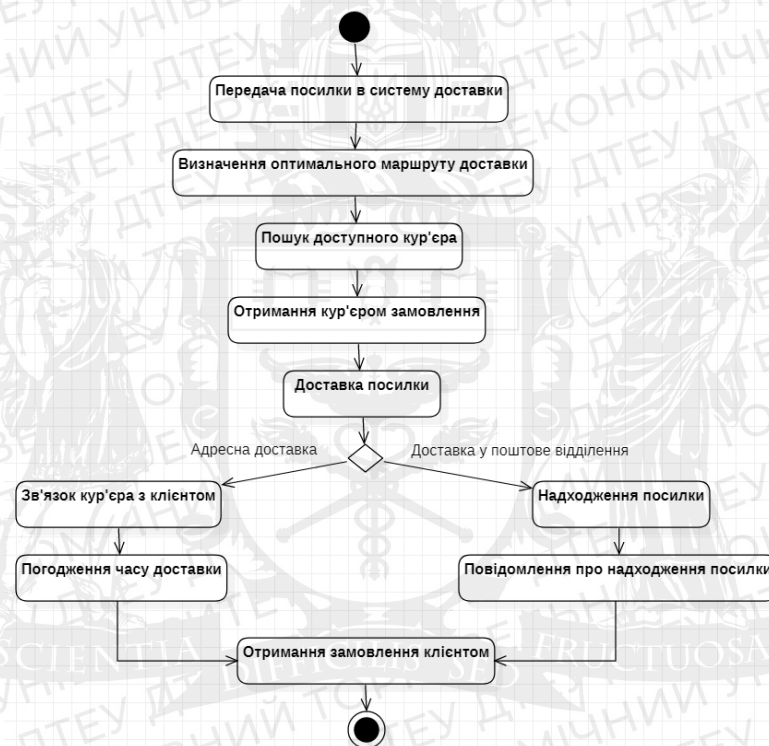 Передача посилки в систему доставки
Визначення оптимального маршруту доставки
Пошук доступного кур'єра
Отримання кур'єром замовлення
Доставка посилки
Адресна доставка
Доставка у поштове відділення
Зв'язок кур'єра з клієнтом
Надходження посилки
Погодження часу доставки
Повідомлення про надходження посилки
Отримання замовлення клієнтом